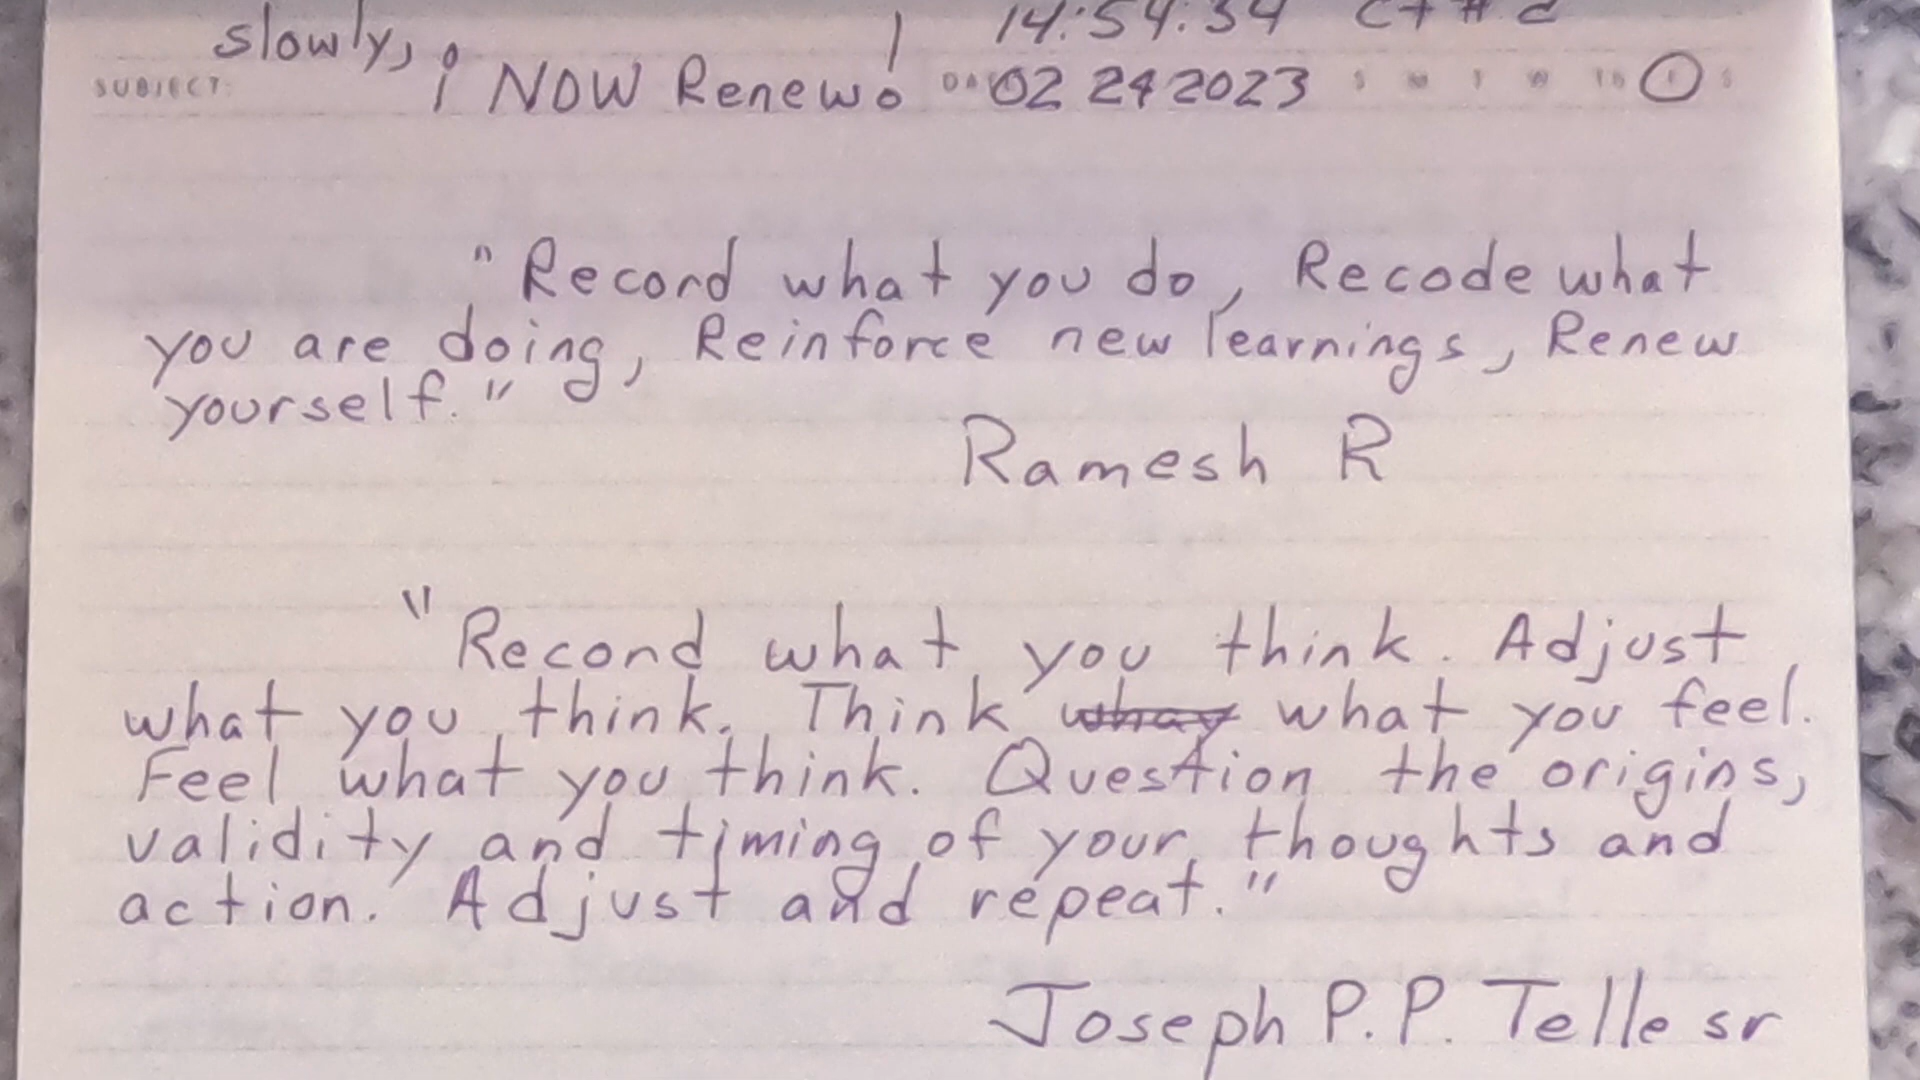 slowly, 14:54:54
SUBJECT: ¡ NOW Renew! DA 02 24 2023 S M T W Th F S
"Record what you do, Recode what
you are doing, Reinforce new learnings, Renew
yourself."
Ramesh R
"Record what you think. Adjust
what you think. Think whay what you feel.
Feel what you think. Question the origins,
validity and timing of your thoughts and
action. Adjust and repeat."
Joseph P.P. Telle sr